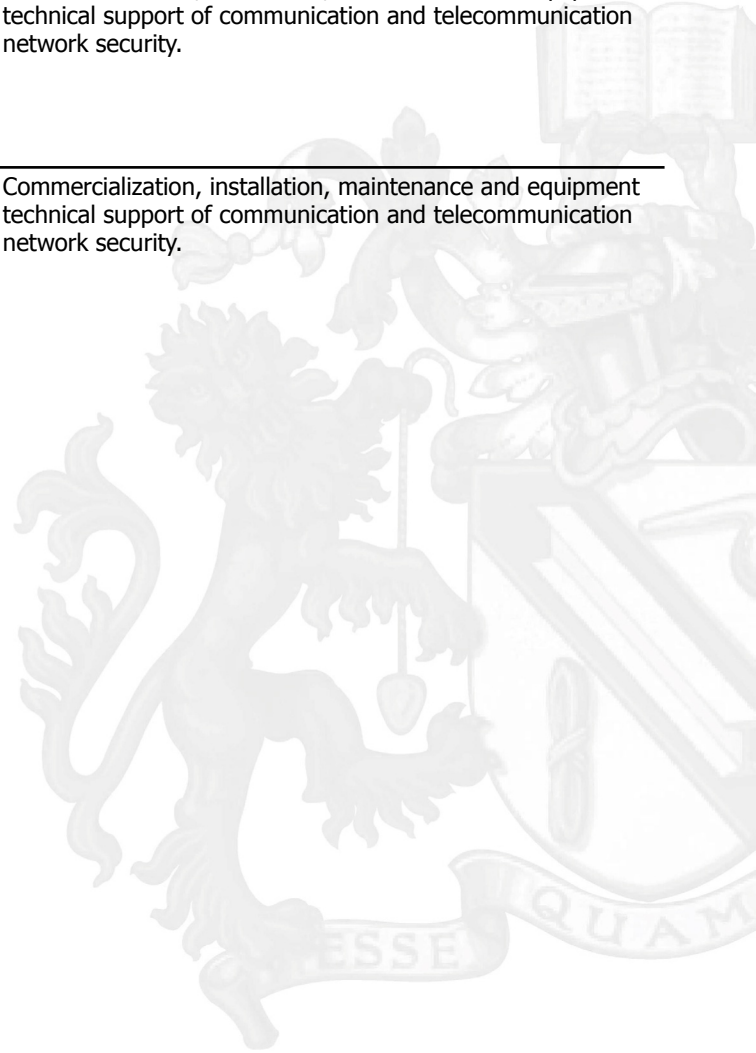 technical support of communication and telecommunication
network security.
Commercialization, installation, maintenance and equipment
technical support of communication and telecommunication
network security.
ESSE
QUAM